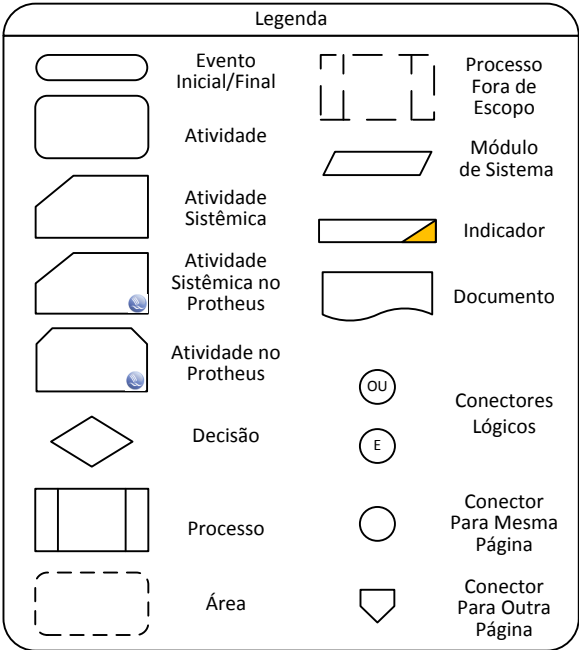 Legenda
Evento
Inicial/Final
Atividade
Atividade
Sistêmica
Atividade
Sistêmica no
Protheus
Atividade no
Protheus
Decisão
Processo
Área
Processo
Fora de
Escopo
Módulo
de Sistema
Indicador
Documento
OU
E
Conectores
Lógicos
Conector
Para Mesma
Página
Conector
Para Outra
Página